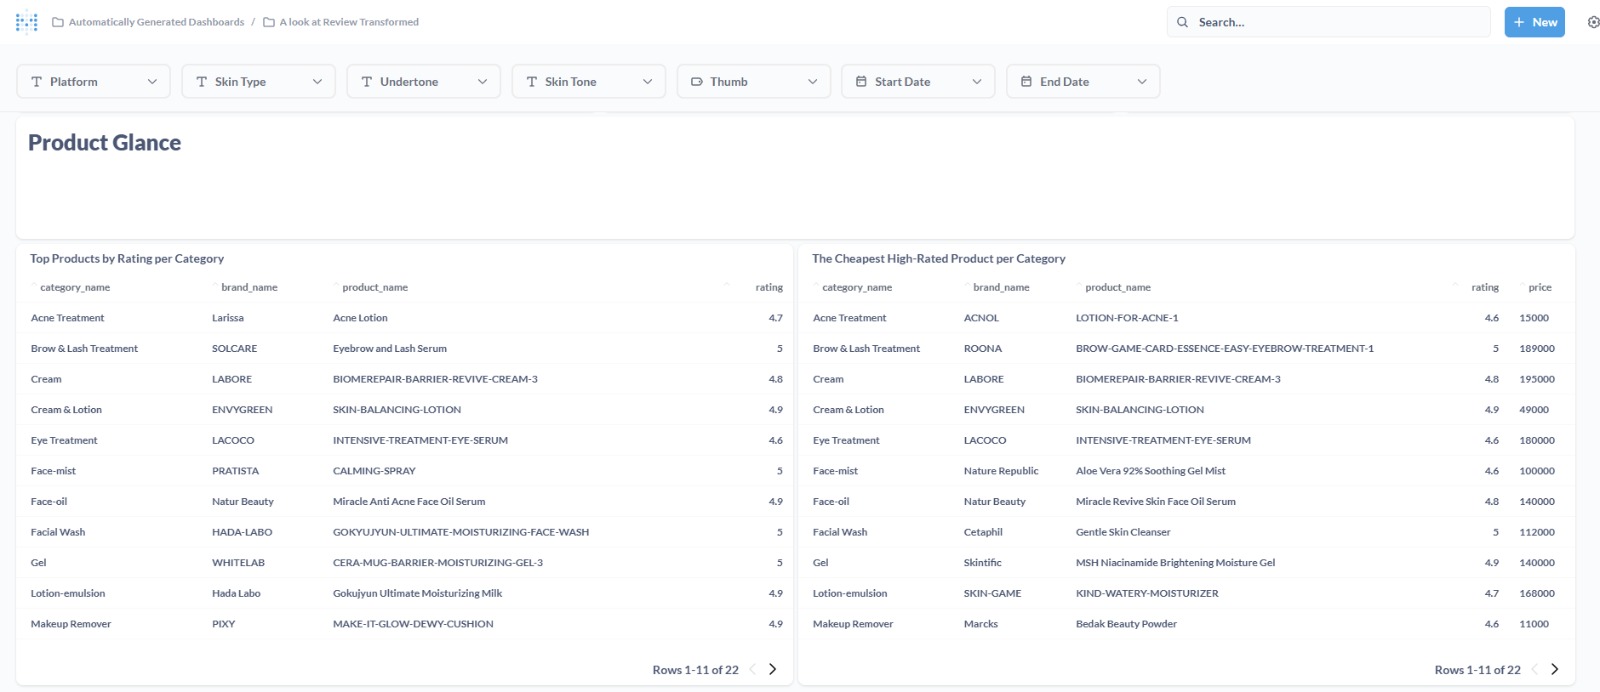 Automatically Generated Dashboards / A look at Review Transformed
Search...
New
Platform
Skin Type
Undertone
Skin Tone
Thumb
Start Date
End Date
Product Glance
Top Products by Rating per Category
category_name brand_name product_name rating
Acne Treatment Larissa Acne Lotion 4.7
Brow & Lash Treatment SOLCARE Eyebrow and Lash Serum 5
Cream LABORE BIOMEREPAIR-BARRIER-REVIVE-CREAM-3 4.8
Cream & Lotion ENVYGREEN SKIN-BALANCING-LOTION 4.9
Eye Treatment LACOCO INTENSIVE-TREATMENT-EYE-SERUM 4.6
Face-mist PRATISTA CALMING-SPRAY 5
Face-oil Natur Beauty Miracle Anti Acne Face Oil Serum 4.9
Facial Wash HADA-LABO GOKYUJYUN-ULTIMATE-MOISTURIZING-FACE-WASH 5
Gel WHITELAB CERA-MUG-BARRIER-MOISTURIZING-GEL-3 5
Lotion-emulsion Hada Labo Gokujyun Ultimate Moisturizing Milk 4.9
Makeup Remover PIXY MAKE-IT-GLOW-DEWY-CUSHION 4.9
Rows 1-11 of 22
The Cheapest High-Rated Product per Category
category_name brand_name product_name rating price
Acne Treatment ACNOL LOTION-FOR-ACNE-1 4.6 15000
Brow & Lash Treatment ROONA BROW-GAME-CARD-ESSENCE-EASY-EYEBROW-TREATMENT-1 5 189000
Cream LABORE BIOMEREPAIR-BARRIER-REVIVE-CREAM-3 4.8 195000
Cream & Lotion ENVYGREEN SKIN-BALANCING-LOTION 4.9 49000
Eye Treatment LACOCO INTENSIVE-TREATMENT-EYE-SERUM 4.6 180000
Face-mist Nature Republic Aloe Vera 92% Soothing Gel Mist 4.6 100000
Face-oil Natur Beauty Miracle Revive Skin Face Oil Serum 4.8 140000
Facial Wash Cetaphil Gentle Skin Cleanser 5 112000
Gel Skintific MSH Niacinamide Brightening Moisture Gel 4.9 140000
Lotion-emulsion SKIN-GAME KIND-WATERY-MOISTURIZER 4.7 168000
Makeup Remover Marcks Bedak Beauty Powder 4.6 11000
Rows 1-11 of 22